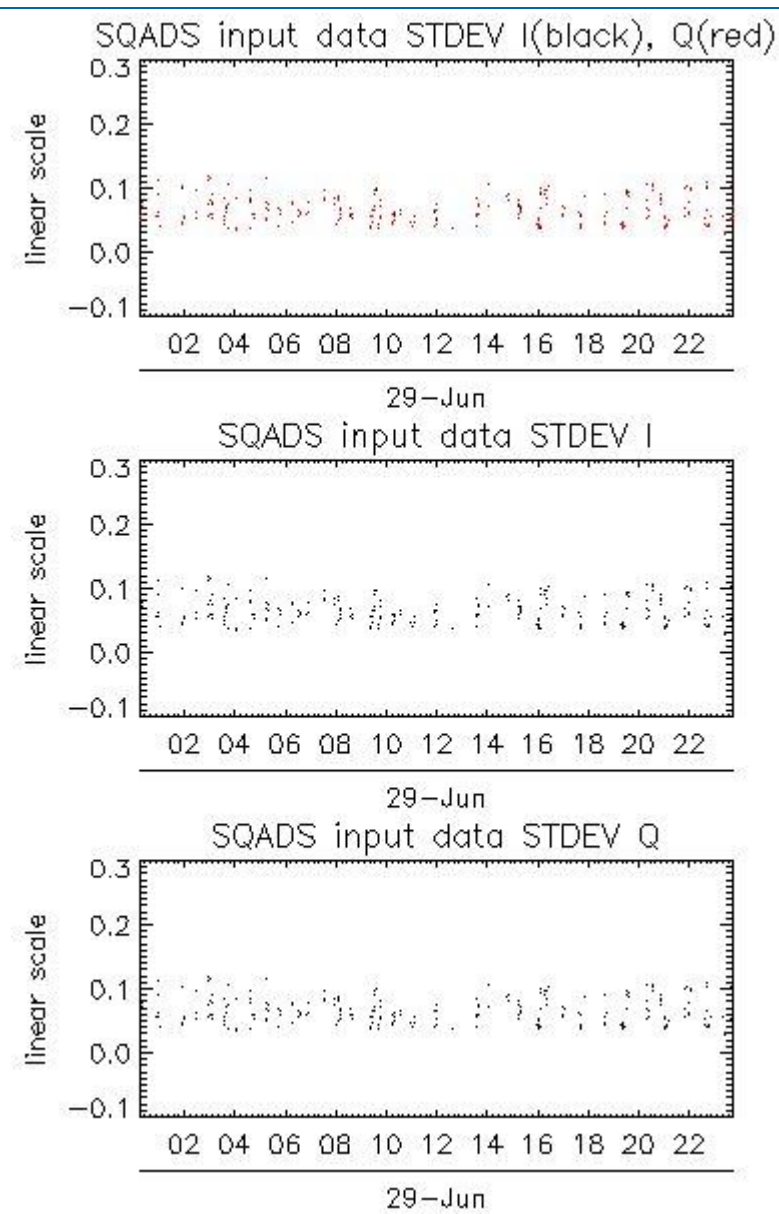 SQADS input data STDEV I(black), Q(red)
0.3
0.2
0.1
0.0
-0.1
linear scale
02 04 06 08 10 12 14 16 18 20 22
29-Jun
SQADS input data STDEV I
0.3
0.2
0.1
0.0
-0.1
linear scale
02 04 06 08 10 12 14 16 18 20 22
29-Jun
SQADS input data STDEV Q
0.3
0.2
0.1
0.0
-0.1
linear scale
02 04 06 08 10 12 14 16 18 20 22
29-Jun